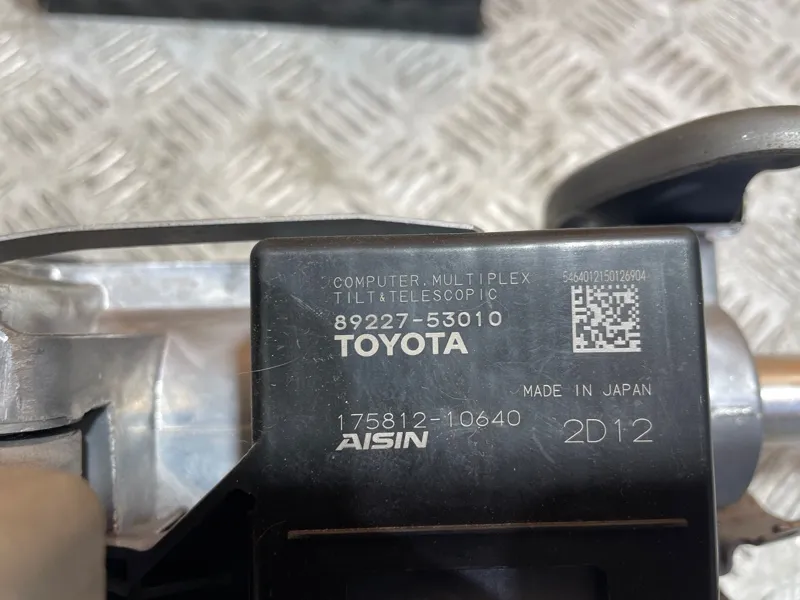 COMPUTER. MULTIPLEX
TILT & TELESCOPIC
89227-53010
TOYOTA
5464012150126904
MADE IN JAPAN
175812-10640
AISIN
2D12